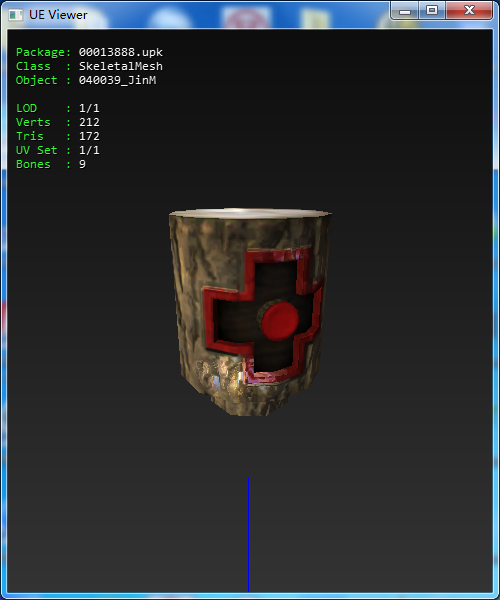 UE Viewer
Package: 00013888.upk
Class : SkeletalMesh
Object : 040039_JinM
LOD : 1/1
Verts : 212
Tris : 172
UV Set : 1/1
Bones : 9